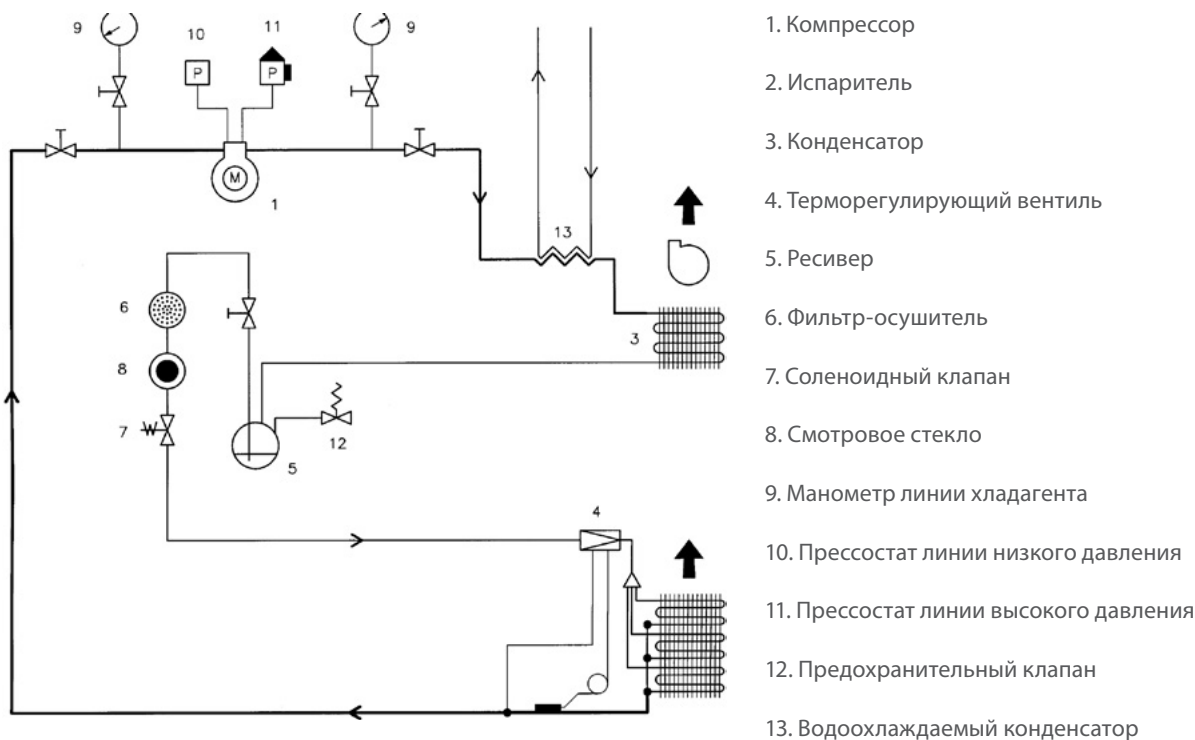 9
10
11
9
P
P
M
1
13
3
6
8
7
12
5
4
1. Компрессор
2. Испаритель
3. Конденсатор
4. Терморегулирующий вентиль
5. Ресивер
6. Фильтр-осушитель
7. Соленоидный клапан
8. Смотровое стекло
9. Манометр линии хладагента
10. Прессостат линии низкого давления
11. Прессостат линии высокого давления
12. Предохранительный клапан
13. Водоохлаждаемый конденсатор